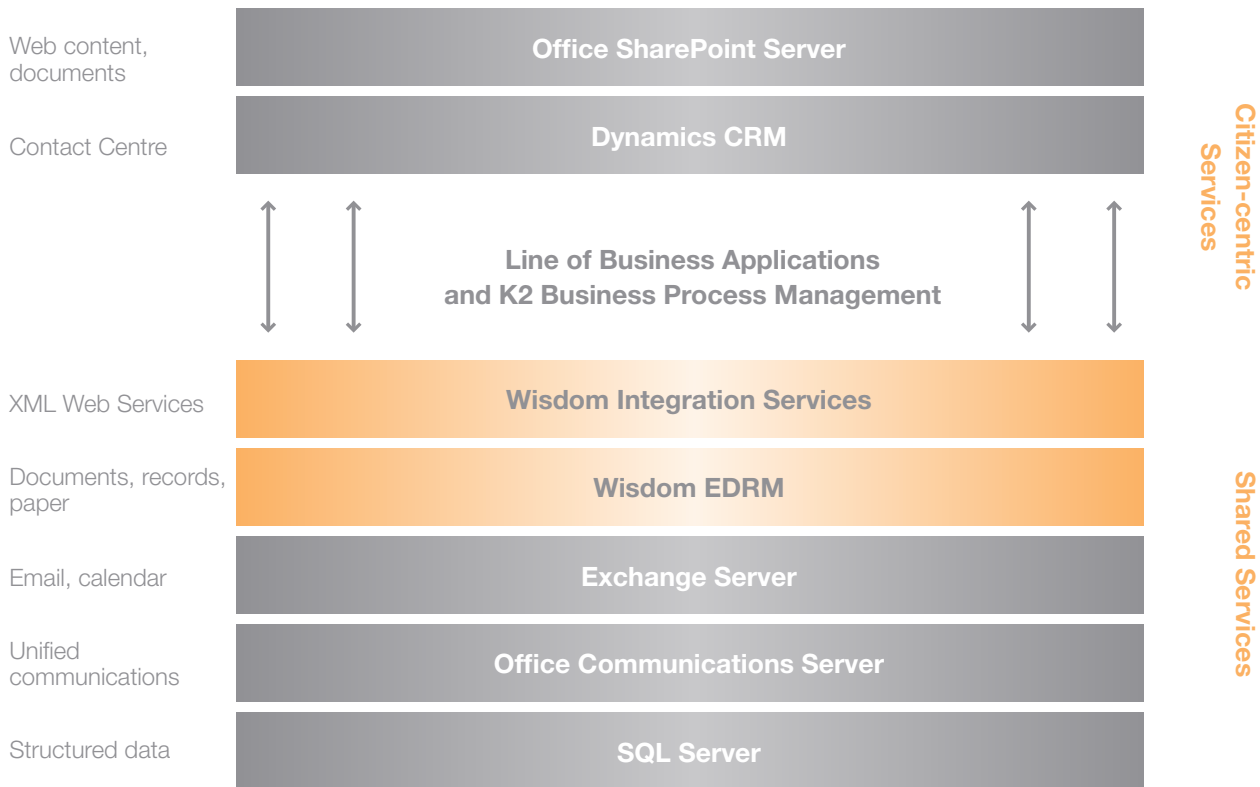 Web content,
documents
Office SharePoint Server
Contact Centre
Dynamics CRM
Citizen-centric
Services
Line of Business Applications
and K2 Business Process Management
XML Web Services
Wisdom Integration Services
Documents, records,
paper
Wisdom EDRM
Shared Services
Email, calendar
Exchange Server
Unified
communications
Office Communications Server
Structured data
SQL Server